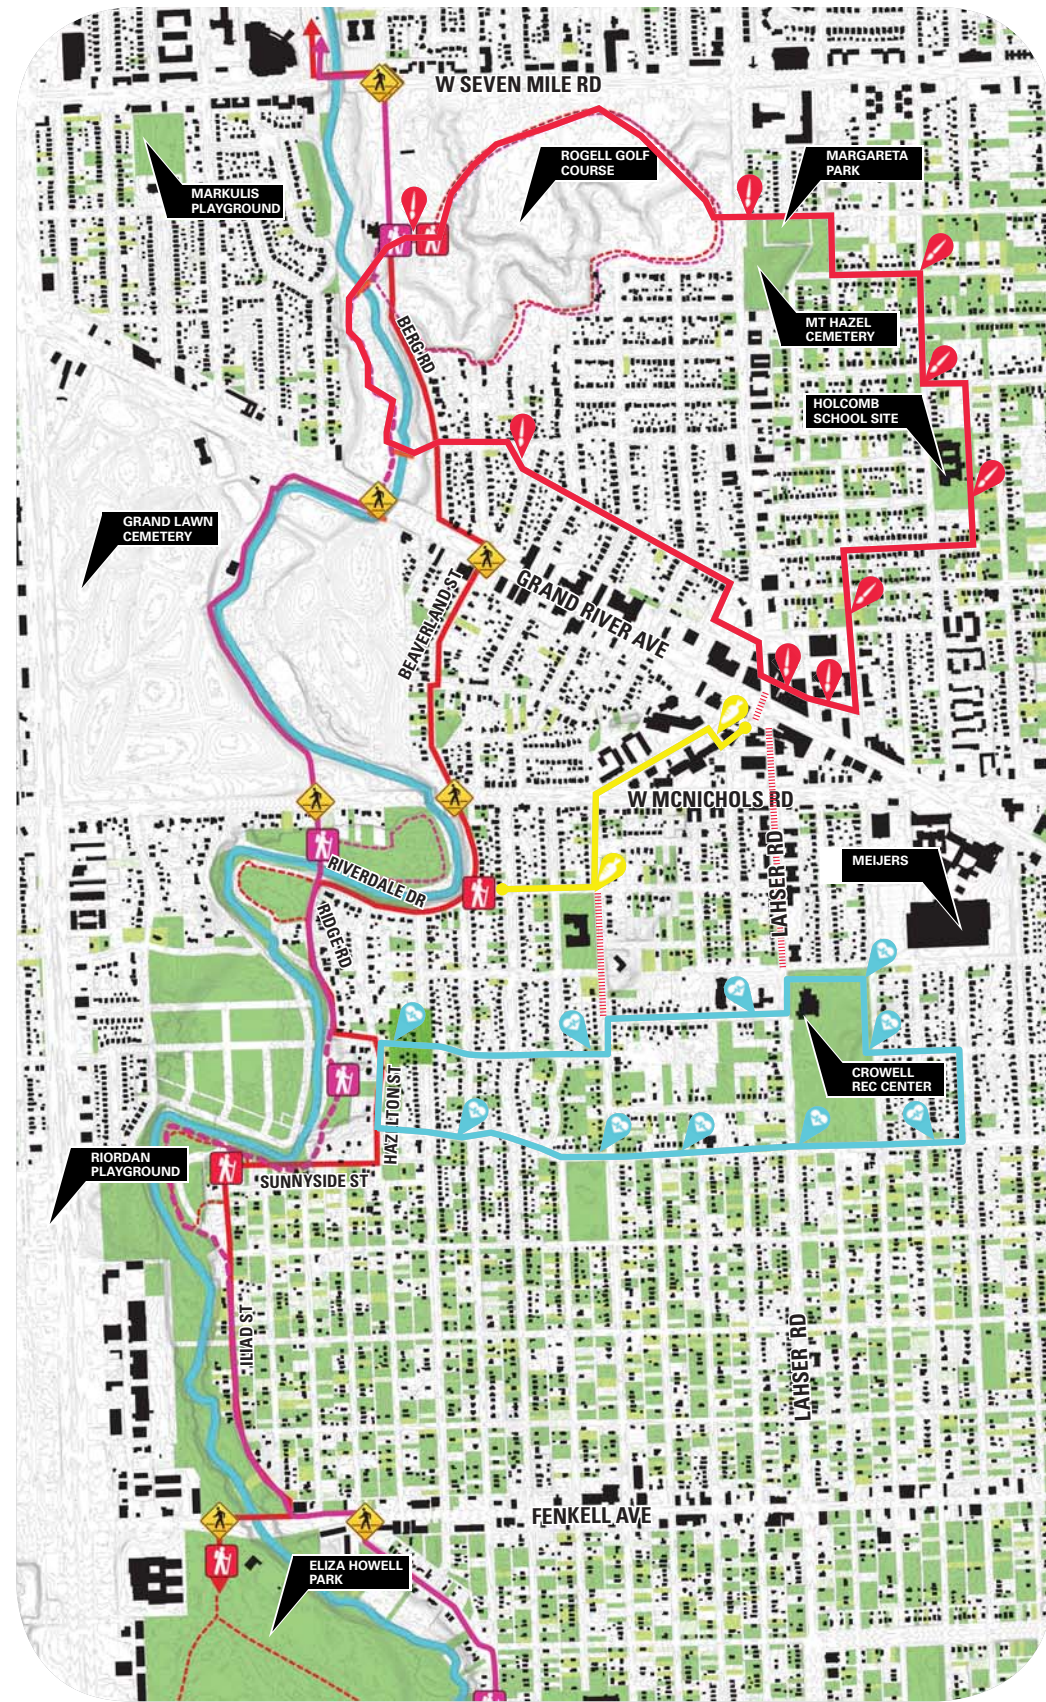 W SEVEN MILE RD
ROGELL GOLF
COURSE
MARGARETA
PARK
MARKULIS
PLAYGROUND
MT HAZEL
CEMETERY
BERG RD
HOLCOMB
SCHOOL SITE
GRAND LAWN
CEMETERY
GRAND RIVER AVE
BEAVERLAND ST
W MCNICHOLS RD
LAHSER RD
MEIJERS
RIVERDALE DR
RIDGE RD
CROWELL
REC CENTER
HAZELTON ST
RIORDAN
PLAYGROUND
SUNNYSIDE ST
ILIAD ST
LAHSER RD
FENKELL AVE
ELIZA HOWELL
PARK